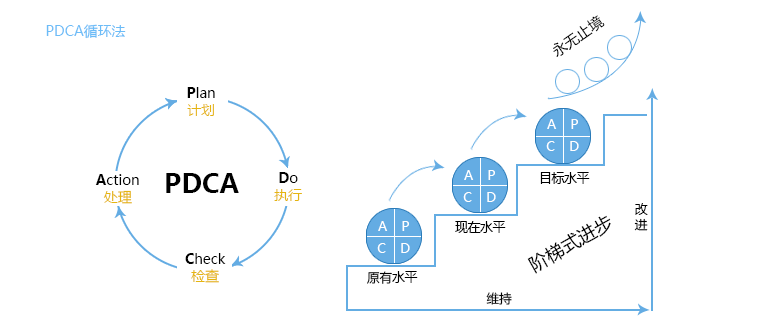 PDCA循环法
Plan
计划
Do
执行
Check
检查
Action
处理
PDCA
A P
C D
原有水平
A P
C D
现在水平
A P
C D
目标水平
永无止境
阶梯式进步
改进
维持